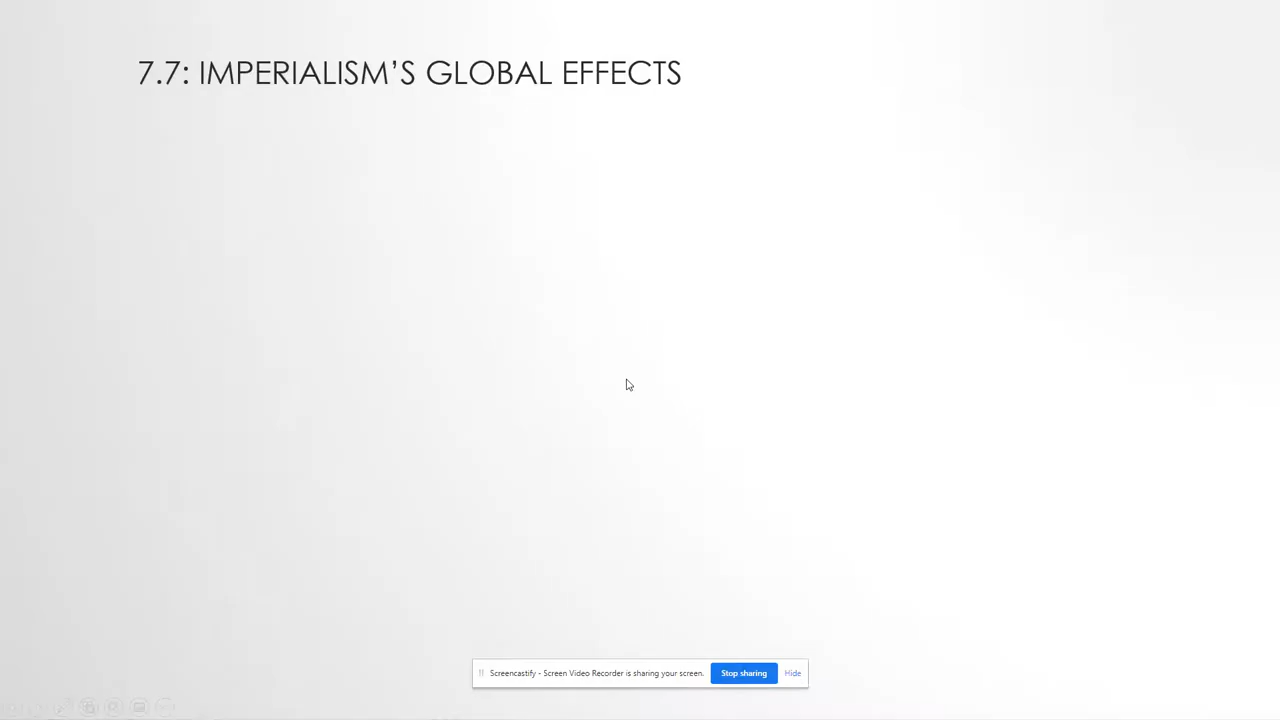 7.7: IMPERIALISM’S GLOBAL EFFECTS
Screencastify - Screen Video Recorder is sharing your screen. Stop sharing Hide